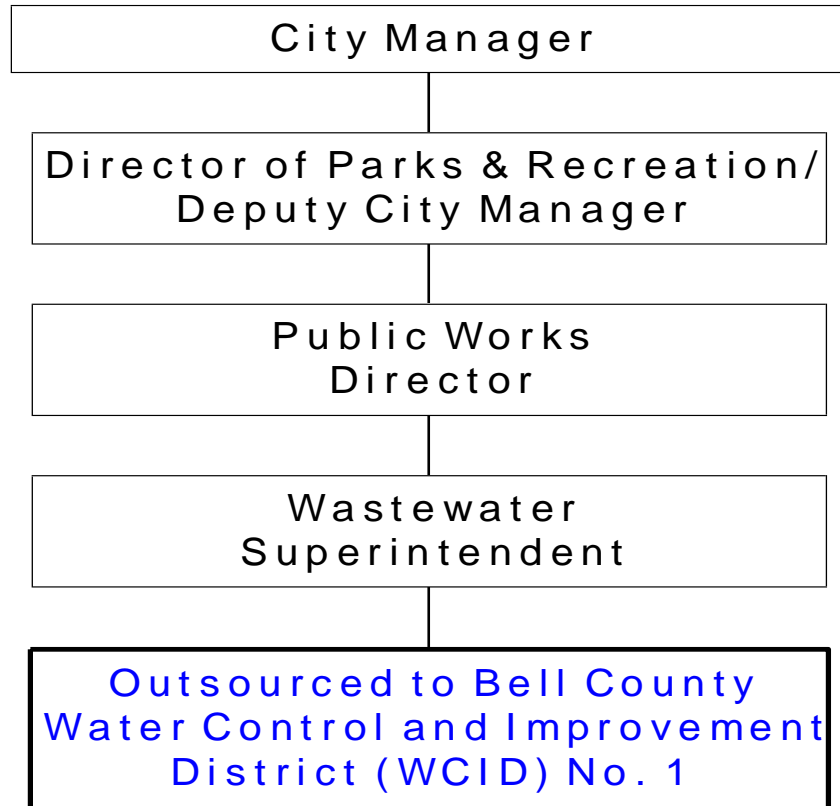 City Manager
Director of Parks & Recreation/
Deputy City Manager
Public Works
Director
Wastewater
Superintendent
Outsourced to Bell County
Water Control and Improvement
District (WCID) No. 1